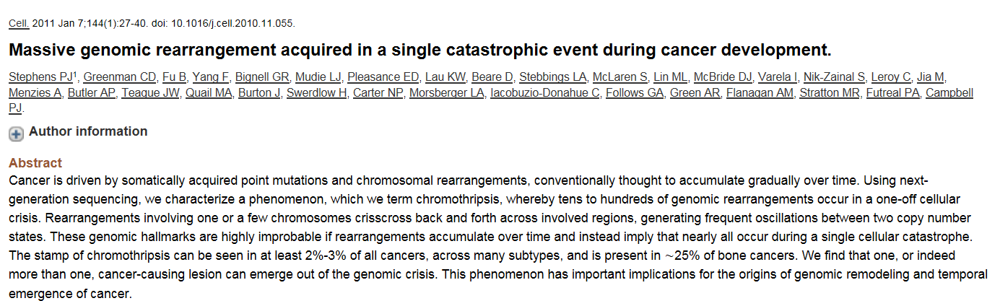 Cell. 2011 Jan 7;144(1):27-40. doi: 10.1016/j.cell.2010.11.055.
Massive genomic rearrangement acquired in a single catastrophic event during cancer development.
Stephens PJ1, Greenman CD, Fu B, Yang F, Bignell GR, Mudie LJ, Pleasance ED, Lau KW, Beare D, Stebbings LA, McLaren S, Lin ML, McBride DJ, Varela I, Nik-Zainal S, Leroy C, Jia M,
Menzies A, Butler AP, Teague JW, Quail MA, Burton J, Swerdlow H, Carter NP, Morsberger LA, Iacobuzio-Donahue C, Follows GA, Green AR, Flanagan AM, Stratton MR, Futreal PA, Campbell
PJ.
Author information
Abstract
Cancer is driven by somatically acquired point mutations and chromosomal rearrangements, conventionally thought to accumulate gradually over time. Using next-
generation sequencing, we characterize a phenomenon, which we term chromothripsis, whereby tens to hundreds of genomic rearrangements occur in a one-off cellular
crisis. Rearrangements involving one or a few chromosomes crisscross back and forth across involved regions, generating frequent oscillations between two copy number
states. These genomic hallmarks are highly improbable if rearrangements accumulate over time and instead imply that nearly all occur during a single cellular catastrophe.
The stamp of chromothripsis can be seen in at least 2%-3% of all cancers, across many subtypes, and is present in ~25% of bone cancers. We find that one, or indeed
more than one, cancer-causing lesion can emerge out of the genomic crisis. This phenomenon has important implications for the origins of genomic remodeling and temporal
emergence of cancer.